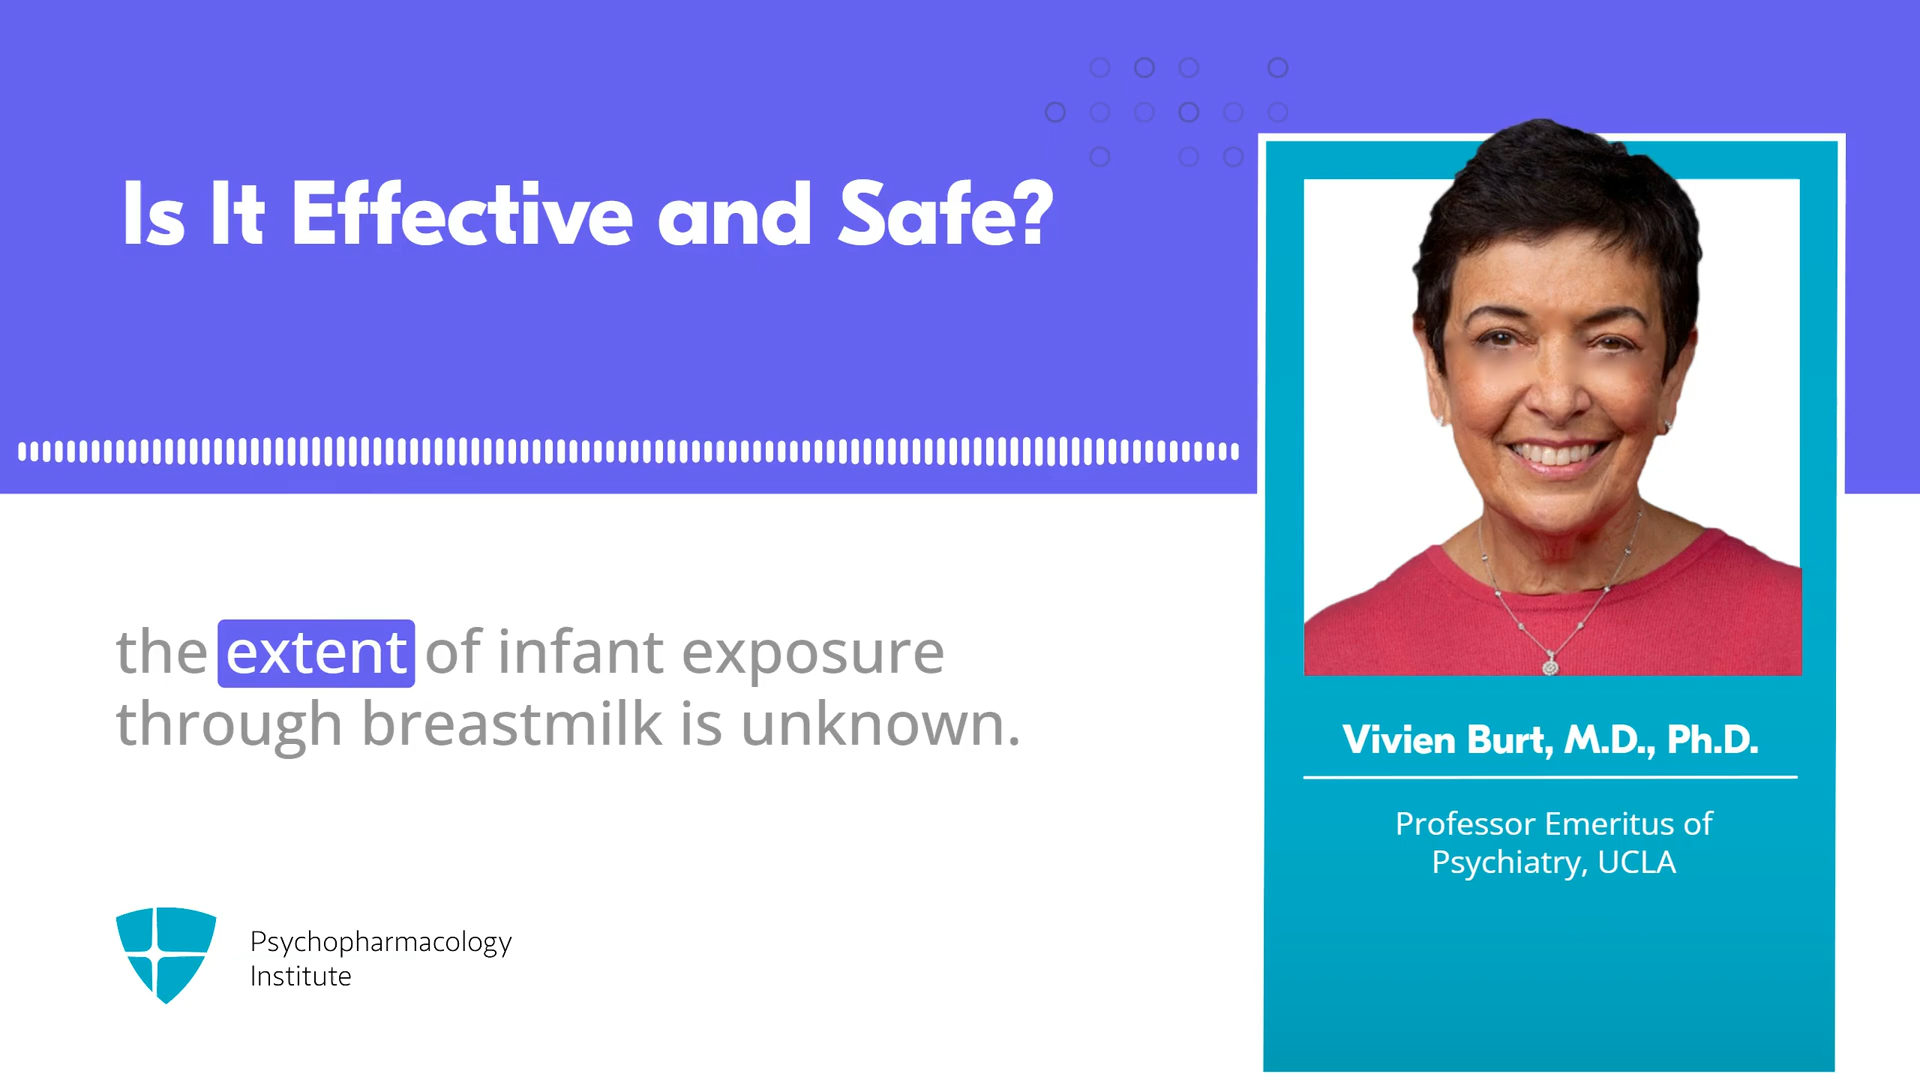 Is It Effective and Safe?
the extent of infant exposure
through breastmilk is unknown.
Psychopharmacology
Institute
Vivien Burt, M.D., Ph.D.
Professor Emeritus of
Psychiatry, UCLA